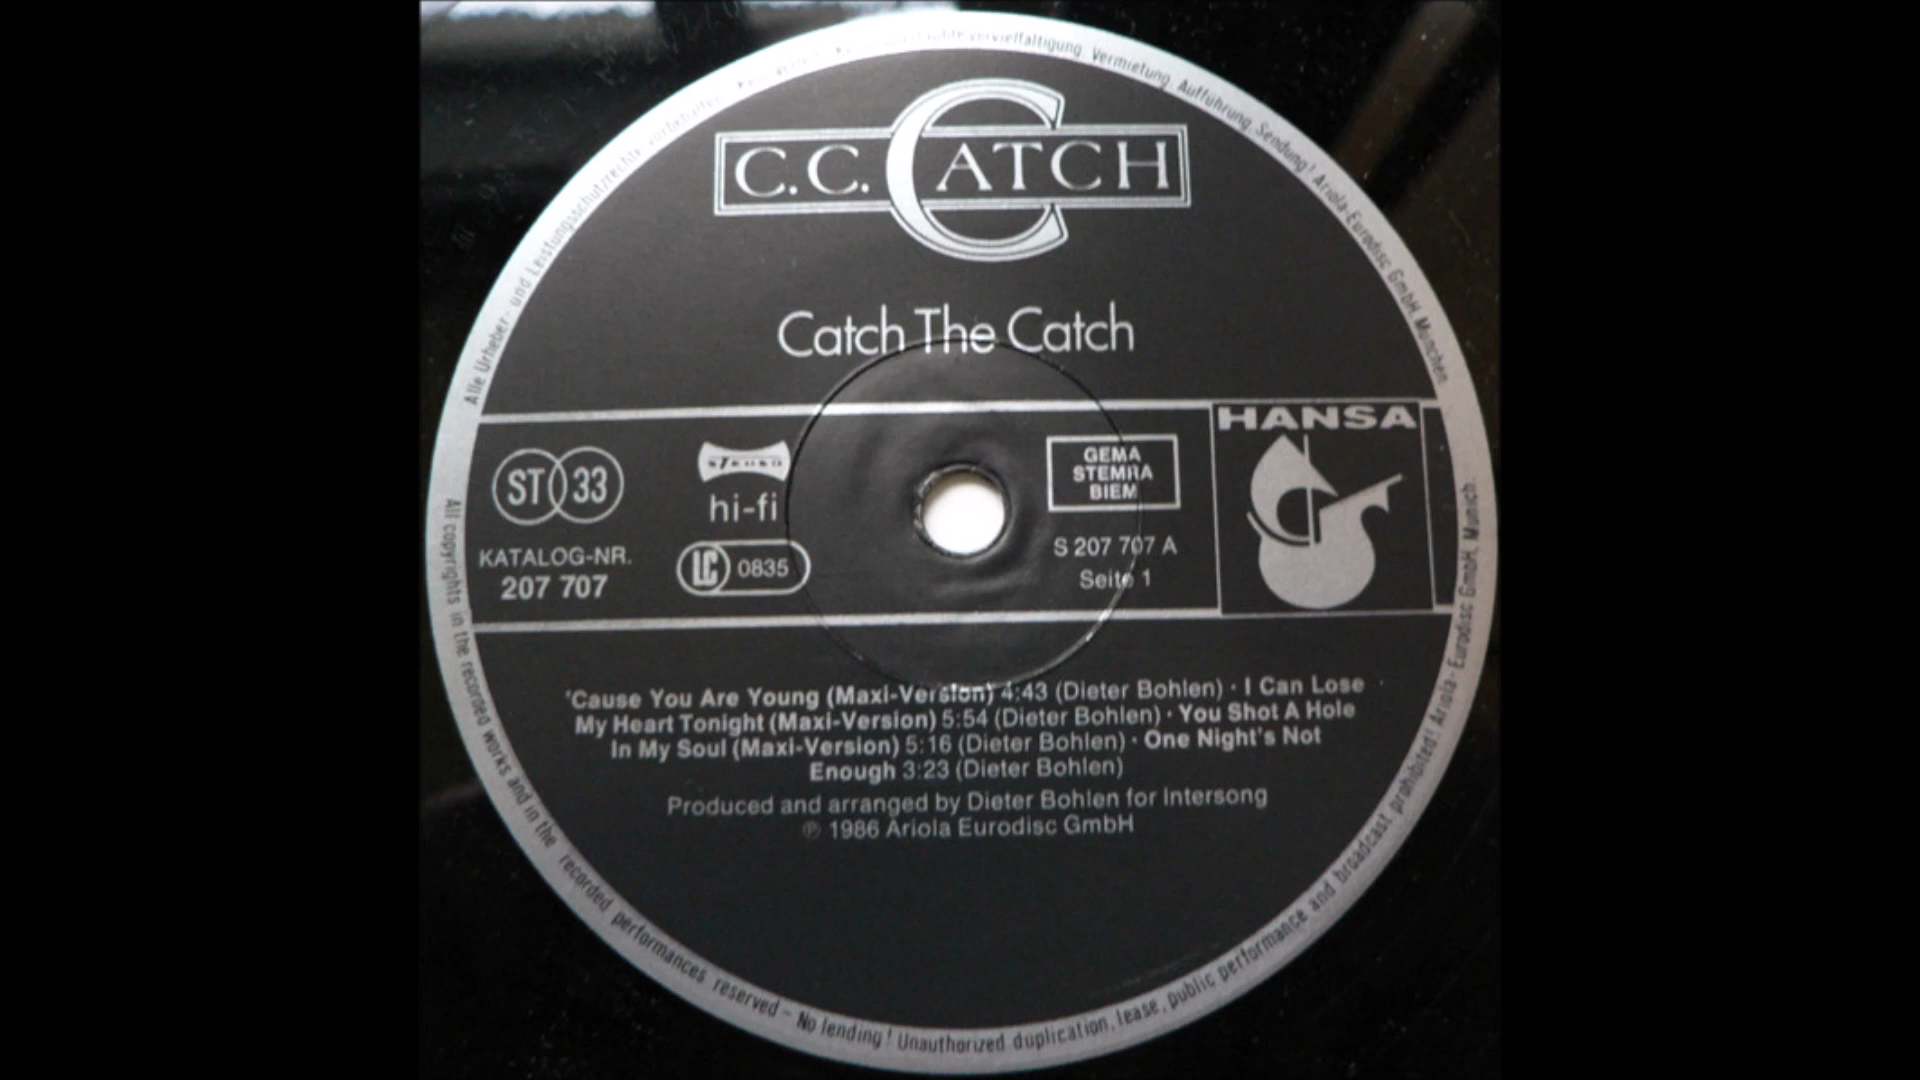 C.C. CATCH
Catch The Catch
ST 33
KATALOG-NR.
207 707
STEREO
hi-fi
LC 0835
GEMA
STEMRA
BIEM
S 207 707 A
Seite 1
HANSA
'Cause You Are Young (Maxi-Version) 4:43 (Dieter Bohlen) · I Can Lose
My Heart Tonight (Maxi-Version) 5:54 (Dieter Bohlen) · You Shot A Hole
In My Soul (Maxi-Version) 5:16 (Dieter Bohlen) · One Night's Not
Enough 3:23 (Dieter Bohlen)
Produced and arranged by Dieter Bohlen for Intersong
℗ 1986 Ariola Eurodisc GmbH
Alle Urheber- und Leistungsschutzrechte vorbehalten. Vervielfältigung, Vermietung, Aufführung, Sendung! Ariola-Eurodisc GmbH, München.
All copyrights in the recorded works and in the recorded performances reserved – No lending! Unauthorized duplication, lease, public performance and broadcast prohibited! Ariola-Eurodisc GmbH, Munich.